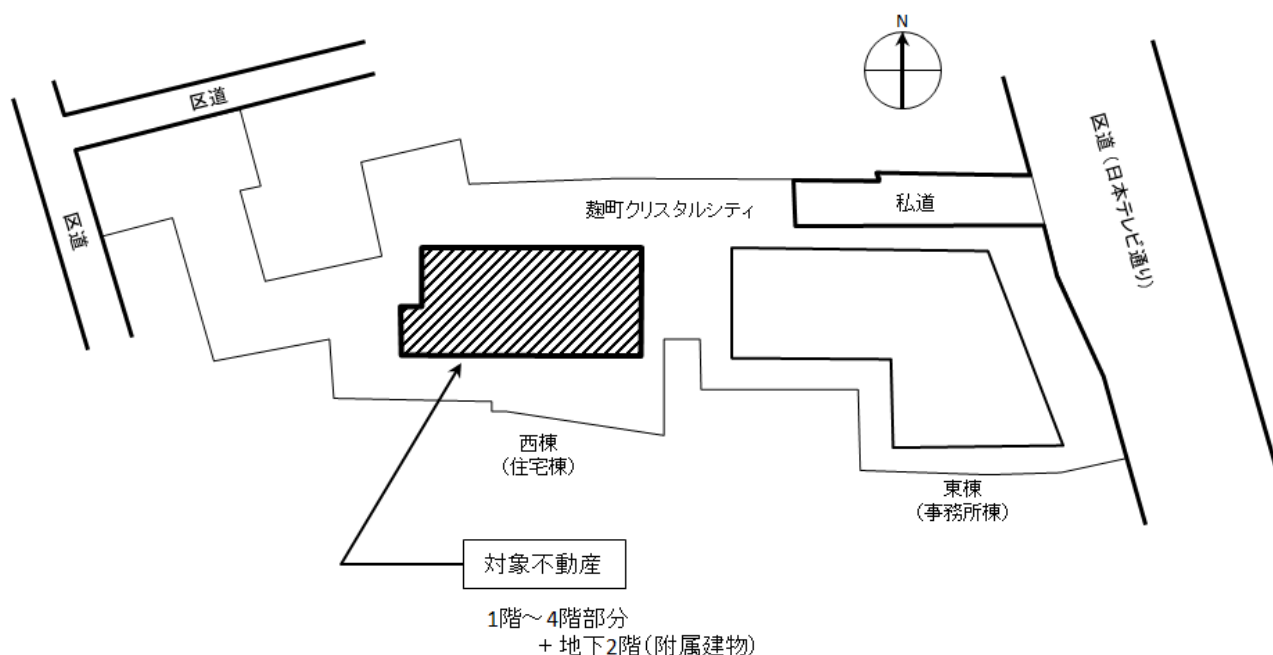 N
区道
区道
区道(日本テレビ通り)
麹町クリスタルシティ
私道
西棟
(住宅棟)
東棟
(事務所棟)
対象不動産
1階～4階部分
+ 地下2階(附属建物)